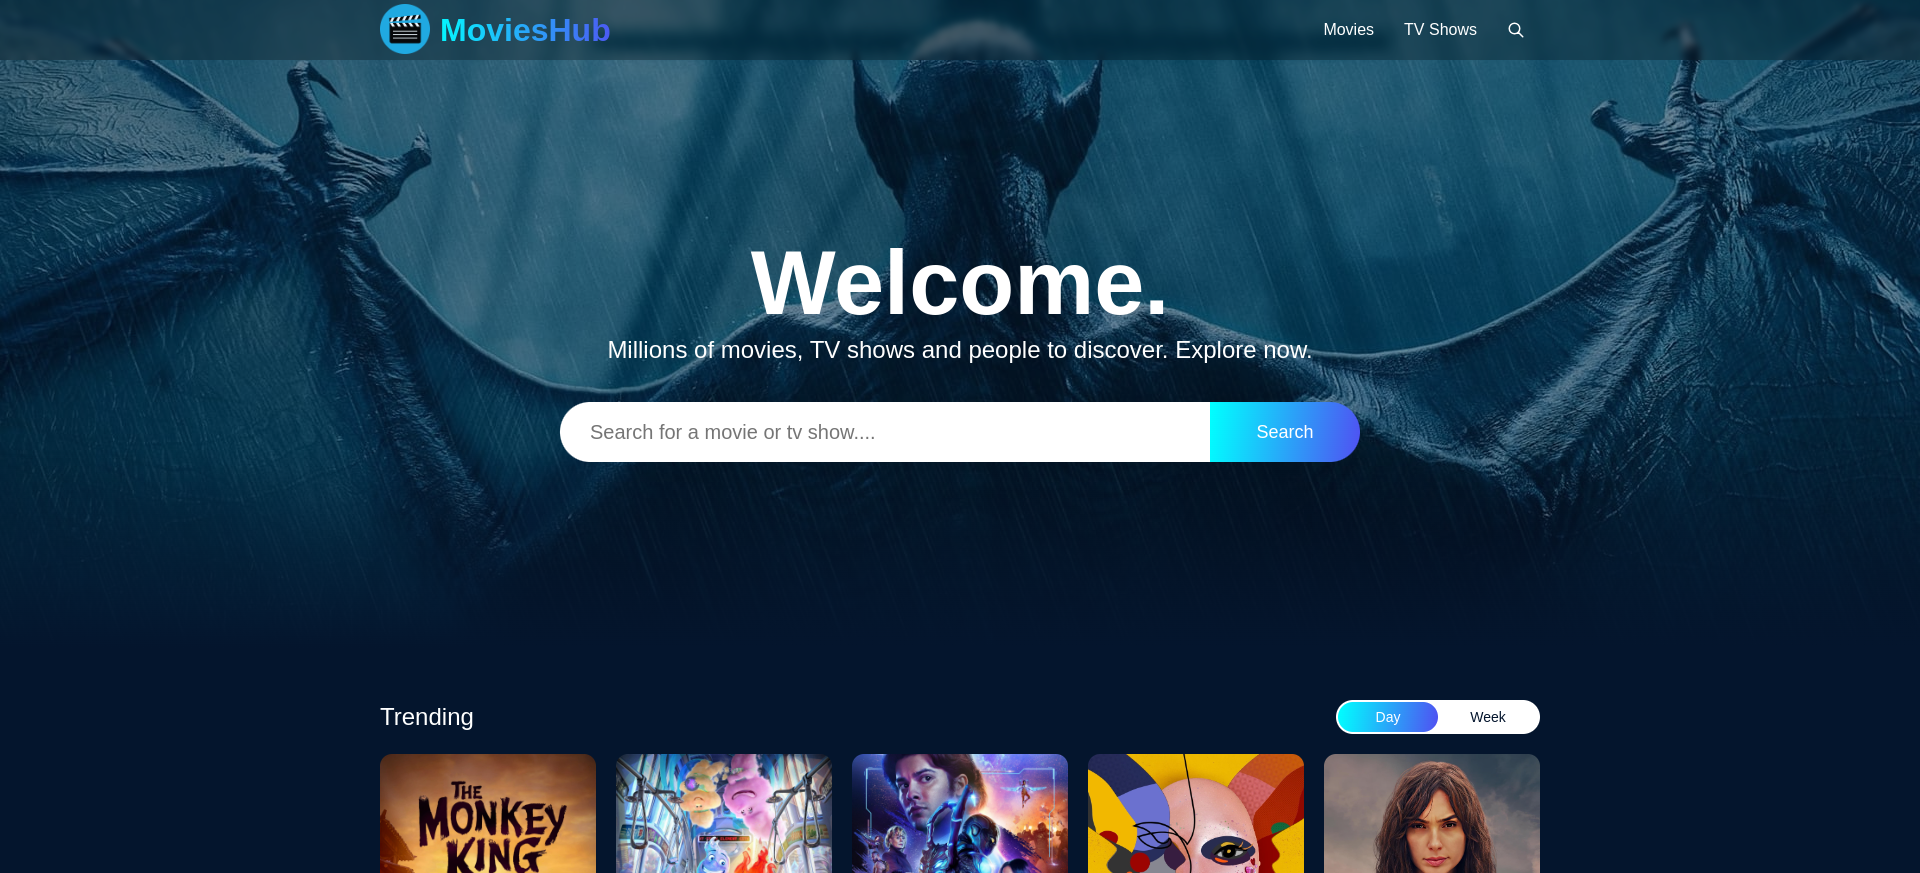 MoviesHub
Movies
TV Shows
Welcome.
Millions of movies, TV shows and people to discover. Explore now.
Search for a movie or tv show....
Search
Trending
Day
Week
THE
MONKEY
KING